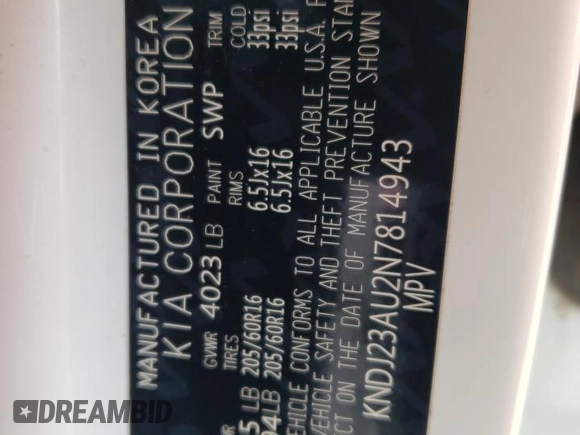 MANUFACTURED IN KOREA
KIA CORPORATION
GVWR 4023 LB PAINT SWP TRIM
TIRES RIMS COLD
LB 205/60R16 6.5Jx16 33psi
LB 205/60R16 6.5Jx16 33psi
VEHICLE CONFORMS TO ALL APPLICABLE U.S.A. F
VEHICLE SAFETY AND THEFT PREVENTION STA
CT ON THE DATE OF MANUFACTURE SHOWN
KNDJ23AU2N7814943
MPV
DREAMBID